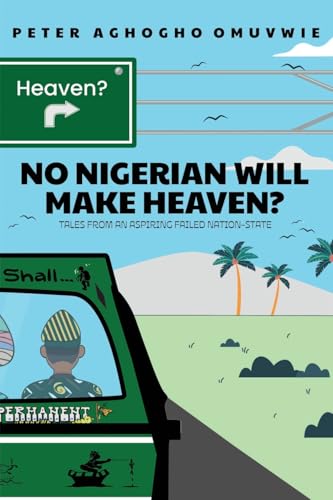 PETER AGHOGHO OMUVWIE
Heaven?
NO NIGERIAN WILL
MAKE HEAVEN?
TALES FROM AN ASPIRING FAILED NATION-STATE
Shall...
PERMANENT